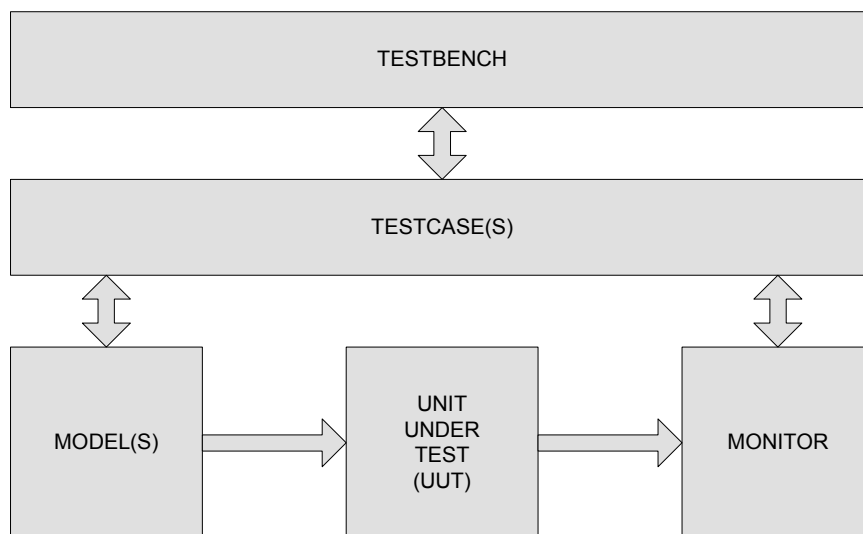 TESTBENCH
TESTCASE(S)
MODEL(S)
UNIT
UNDER
TEST
(UUT)
MONITOR